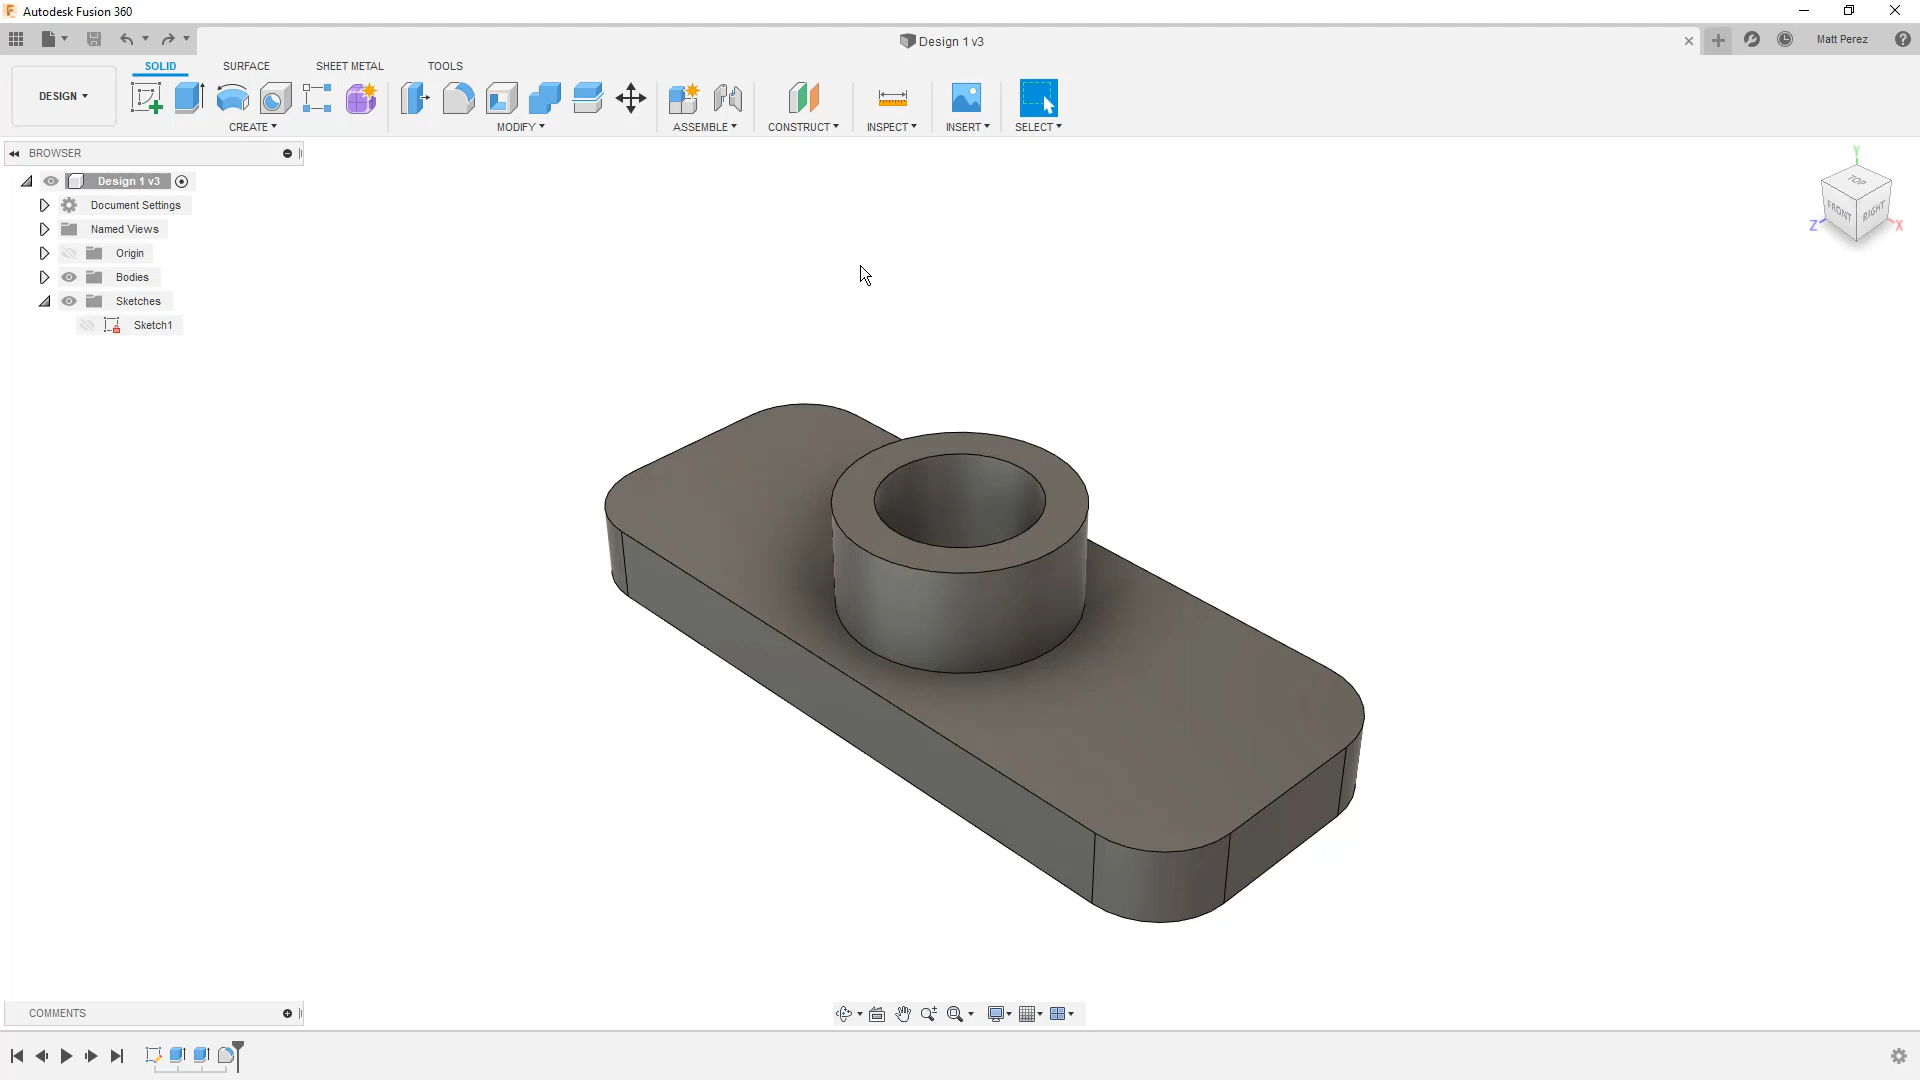 Autodesk Fusion 360
Design 1 v3
Matt Perez
SOLID SURFACE SHEET METAL TOOLS
DESIGN
CREATE MODIFY ASSEMBLE CONSTRUCT INSPECT INSERT SELECT
BROWSER
Design 1 v3
Document Settings
Named Views
Origin
Bodies
Sketches
Sketch1
Y
TOP
FRONT
RIGHT
Z
X
COMMENTS